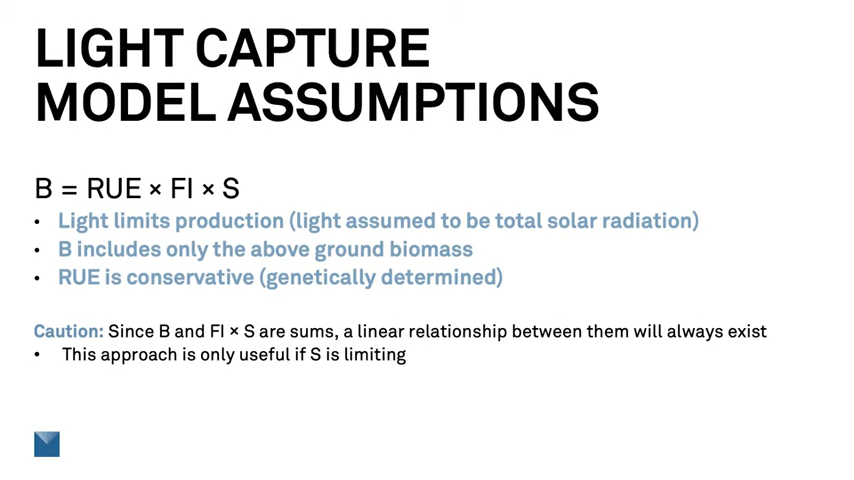 LIGHT CAPTURE
MODEL ASSUMPTIONS
B = RUE × FI × S
• Light limits production (light assumed to be total solar radiation)
• B includes only the above ground biomass
• RUE is conservative (genetically determined)
Caution: Since B and FI × S are sums, a linear relationship between them will always exist
• This approach is only useful if S is limiting